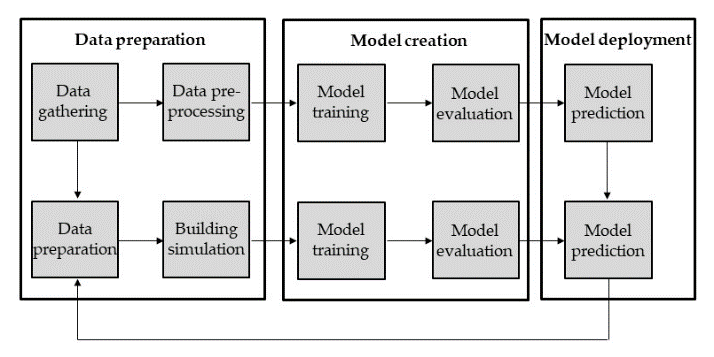 Data preparation
Model creation
Model deployment
Data
gathering
Data pre-
processing
Model
training
Model
evaluation
Model
prediction
Data
preparation
Building
simulation
Model
training
Model
evaluation
Model
prediction